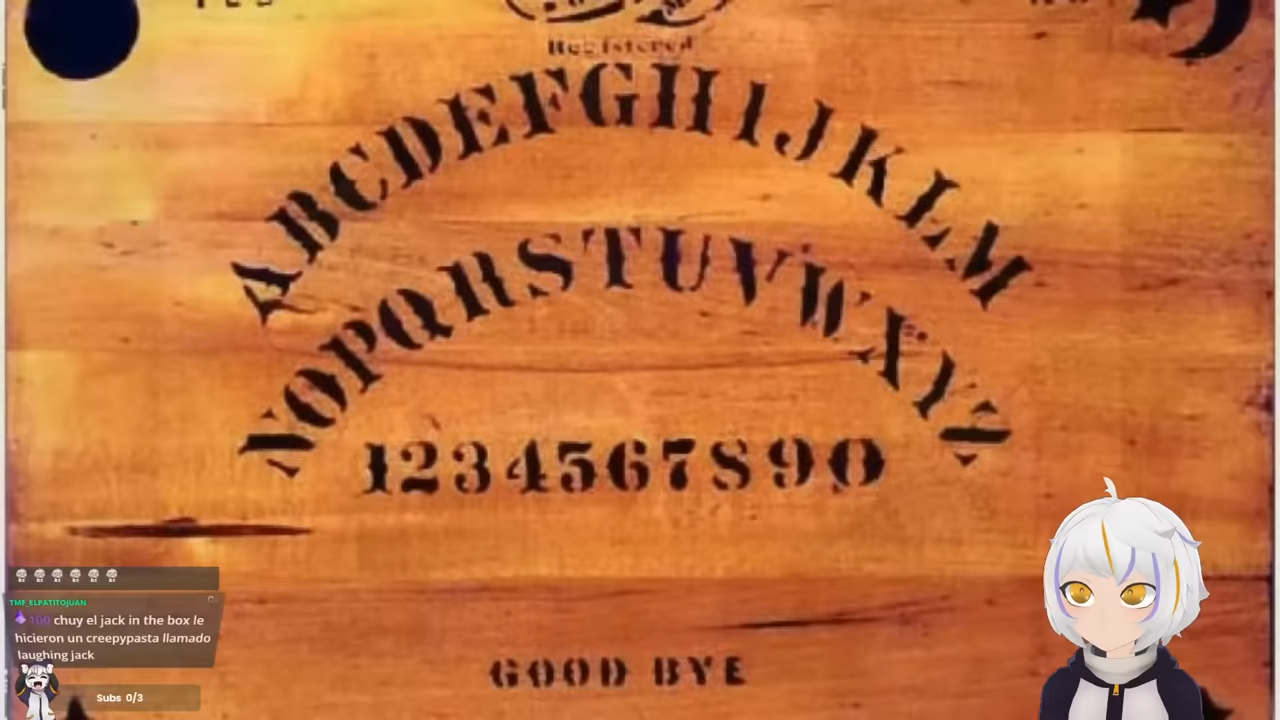 Registered
ABCDEFGHIJKLM
NOPQRSTUVWXYZ
1234567890
GOOD BYE
TMF_ELPATITOJUAN
100 chuy el jack in the box le
hicieron un creepypasta llamado
laughing jack
Subs 0/3